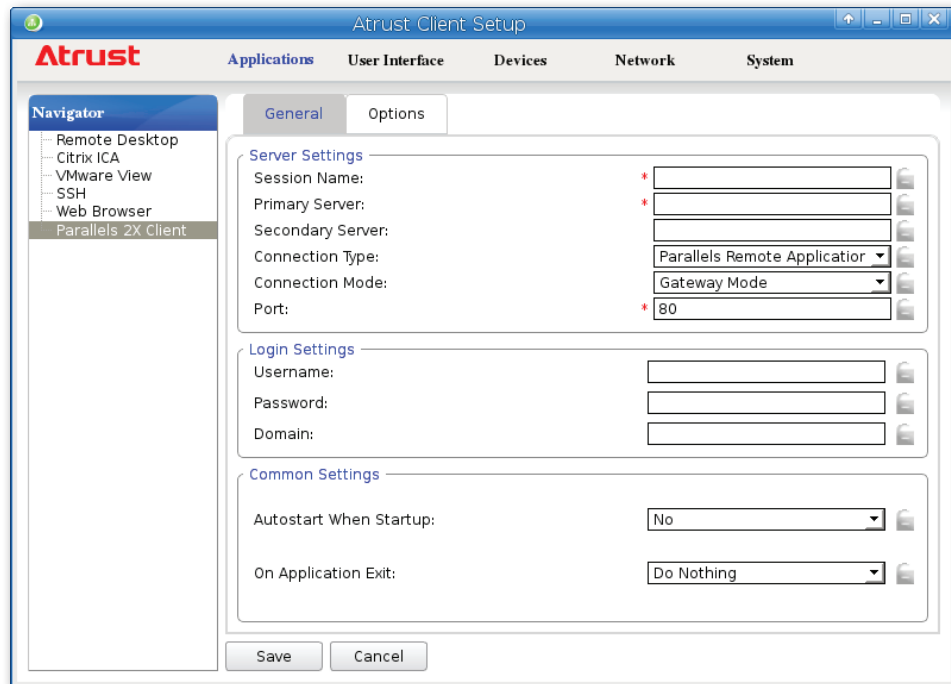 Atrust Client Setup
Atrust
Applications User Interface Devices Network System
Navigator
Remote Desktop
Citrix ICA
VMware View
SSH
Web Browser
Parallels 2X Client
General Options
Server Settings
Session Name: *
Primary Server: *
Secondary Server:
Connection Type: Parallels Remote Application
Connection Mode: Gateway Mode
Port: * 80
Login Settings
Username:
Password:
Domain:
Common Settings
Autostart When Startup: No
On Application Exit: Do Nothing
Save Cancel